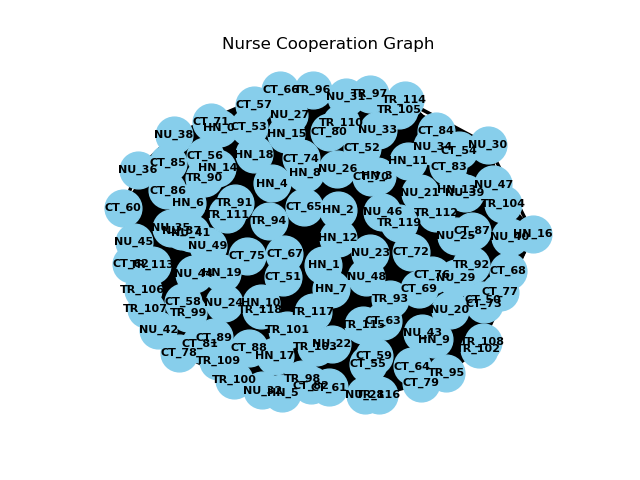 Nurse Cooperation Graph
CT_66
TR_96
NU_31
TR_97
TR_114
CT_57
TR_105
NU_27
CT_71
HN_0
CT_53
TR_110
NU_38
HN_15
CT_80
NU_33
CT_84
NU_34
NU_30
CT_52
CT_54
CT_56
HN_18
CT_74
HN_11
CT_85
HN_14
CT_83
NU_36
NU_26
HN_8
HN_3
TR_90
HN_4
NU_47
CT_86
NU_21
NU_39
HN_6
TR_91
TR_104
CT_60
CT_65
HN_2
NU_46
TR_112
TR_111
TR_94
TR_119
NU_35
NU_41
CT_87
HN_16
NU_25
NU_40
NU_45
HN_12
NU_49
NU_23
CT_72
CT_75
CT_67
CT_62
TR_113
HN_1
TR_92
CT_68
NU_44
HN_19
CT_51
NU_48
CT_76
NU_29
TR_106
HN_7
CT_69
CT_77
CT_58
NU_24
HN_10
TR_93
CT_50
CT_73
TR_107
TR_99
TR_118
TR_117
NU_20
CT_63
TR_115
NU_42
TR_101
NU_43
CT_89
HN_9
TR_108
CT_81
NU_22
TR_103
CT_88
TR_102
CT_78
HN_17
CT_59
TR_109
CT_55
CT_64
TR_95
TR_100
TR_98
CT_79
CT_82
CT_61
NU_32
HN_5
NU_28
TR_116